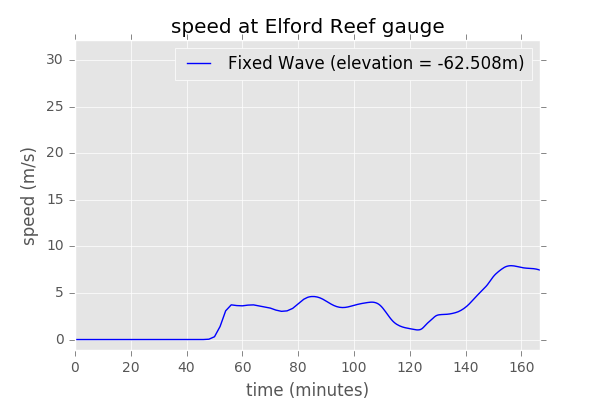 speed at Elford Reef gauge
Fixed Wave (elevation = -62.508m)
30
25
20
15
10
5
0
speed (m/s)
0 20 40 60 80 100 120 140 160
time (minutes)